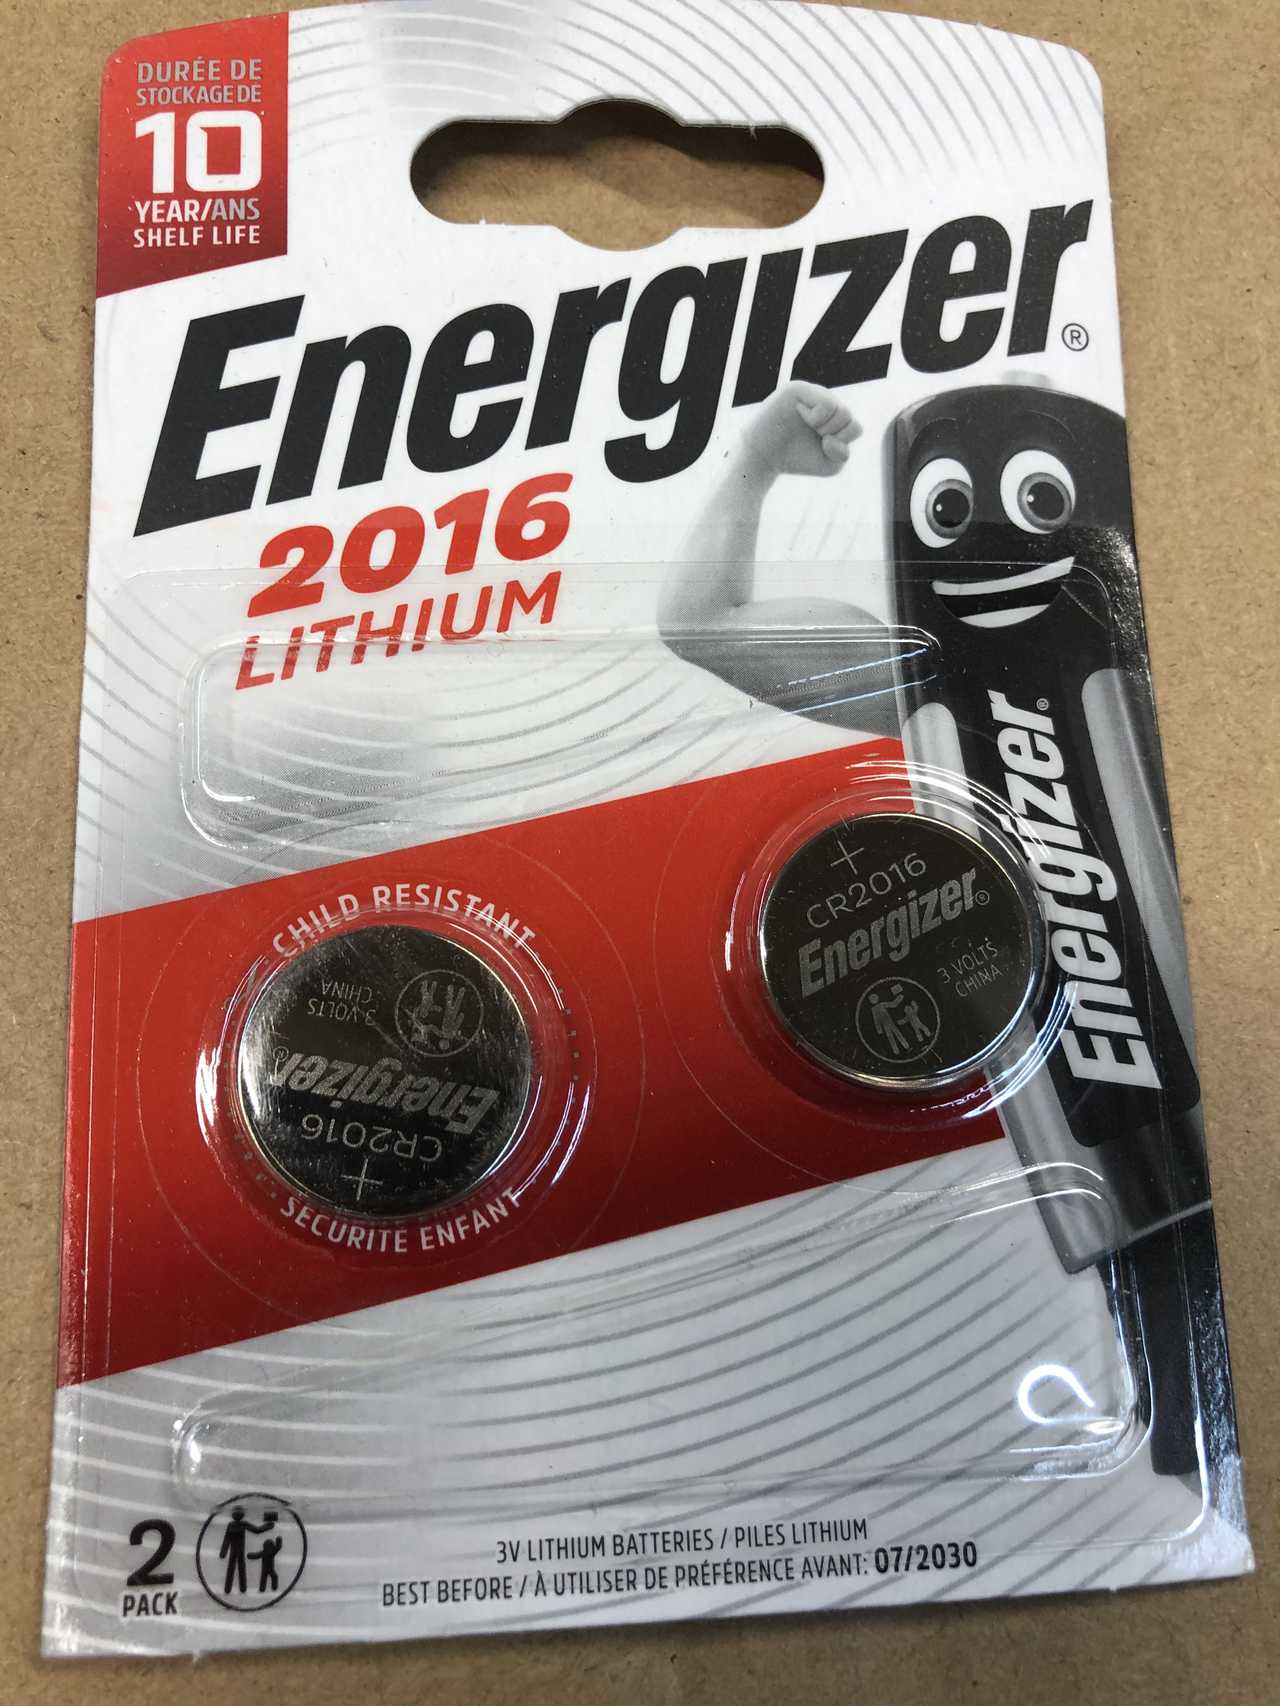 DURÉE DE
STOCKAGE DE
10
YEAR/ANS
SHELF LIFE
Energizer®
2016
LITHIUM
Energizer®
CHILD RESISTANT
3 VOLTS
CHINA
Energizer
CR2016
+
SÉCURITÉ ENFANT
+
CR2016
Energizer®
3 VOLTS
CHINA
2
PACK
3V LITHIUM BATTERIES / PILES LITHIUM
BEST BEFORE / À UTILISER DE PRÉFÉRENCE AVANT: 07/2030